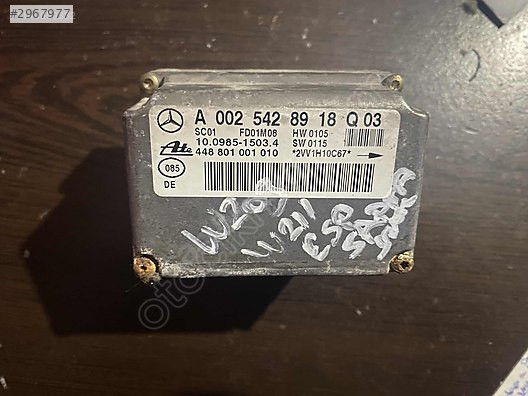 #2967977
A 002 542 89 18 Q 03
SC01 FD01M08 HW 0105
10.0985-1503.4 SW 0115
Ate 448 801 001 010 *2VV1H10C67*
085
DE
W203
W211
ESP